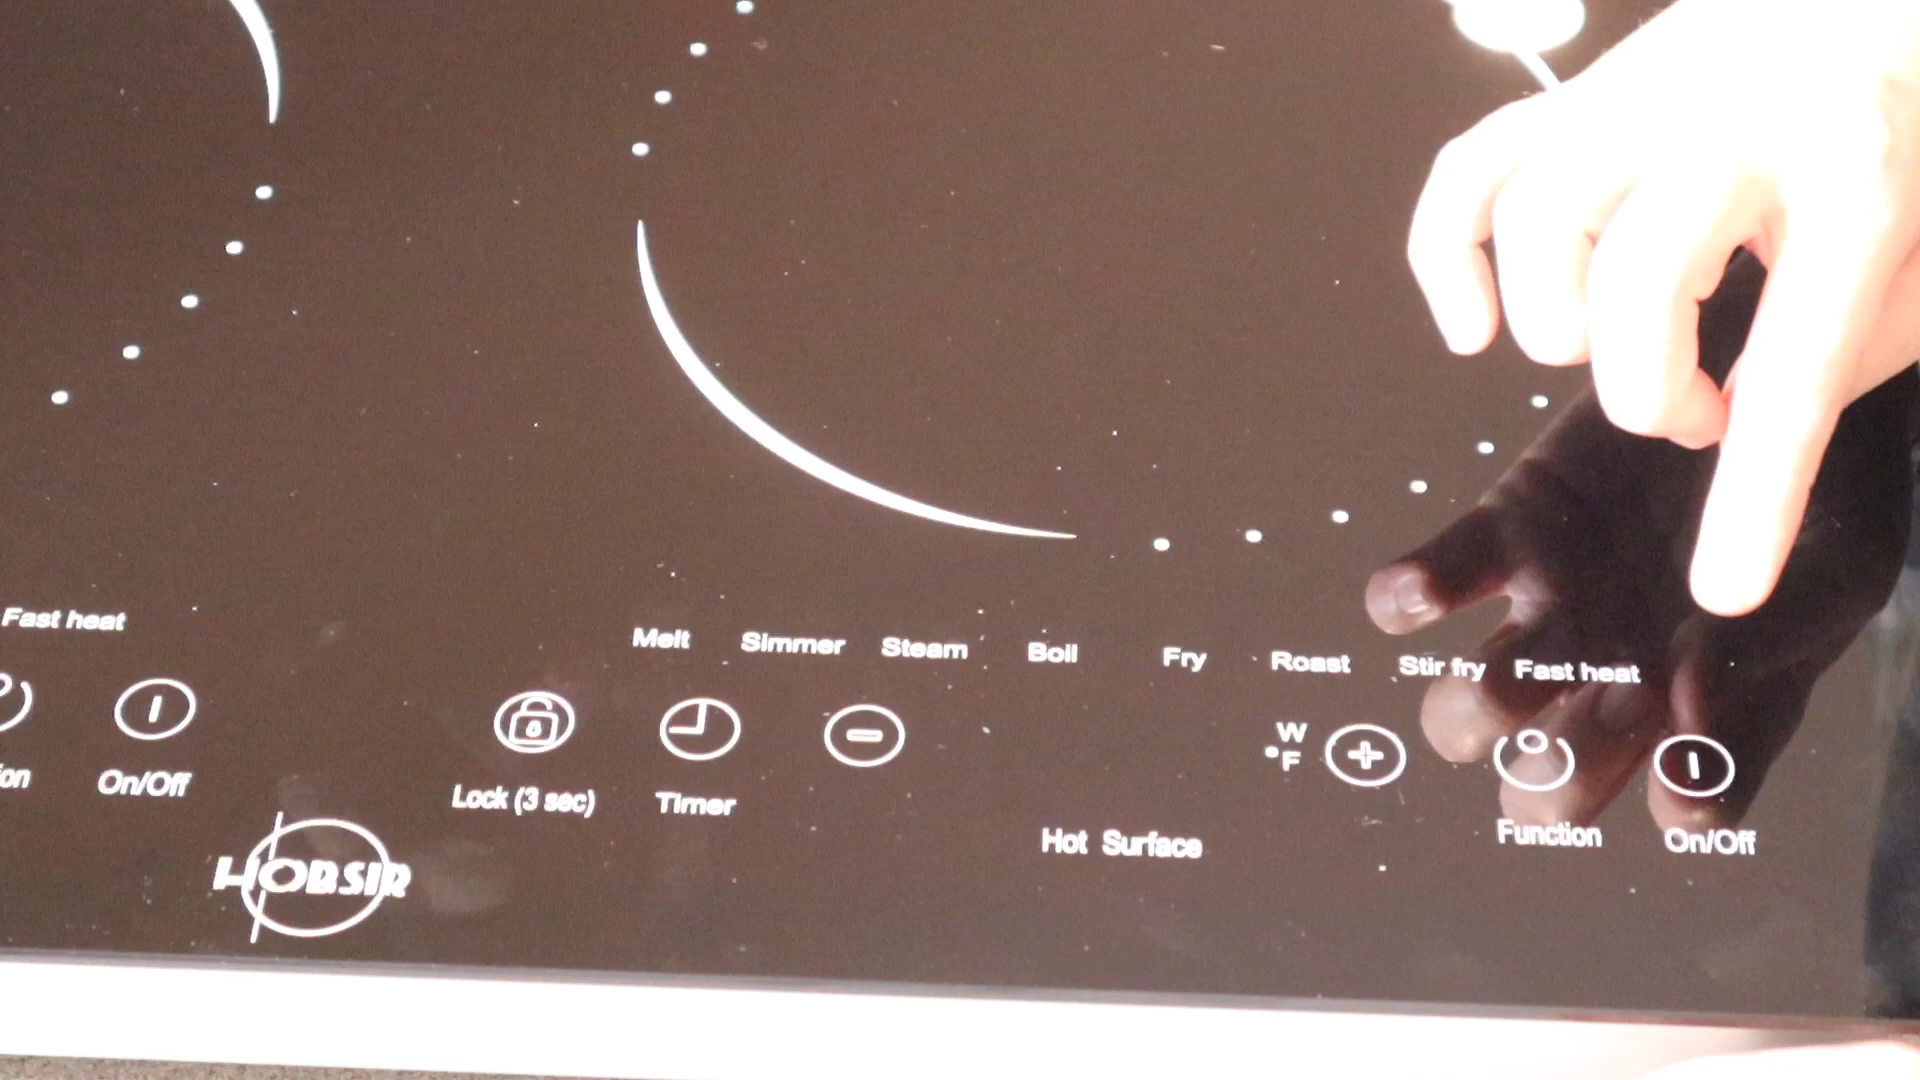 Fast heat
On/Off
Melt Simmer Steam Boil Fry Roast Stir fry Fast heat
W
°F
Lock (3 sec) Timer
Hot Surface
Function On/Off
HOBSIR